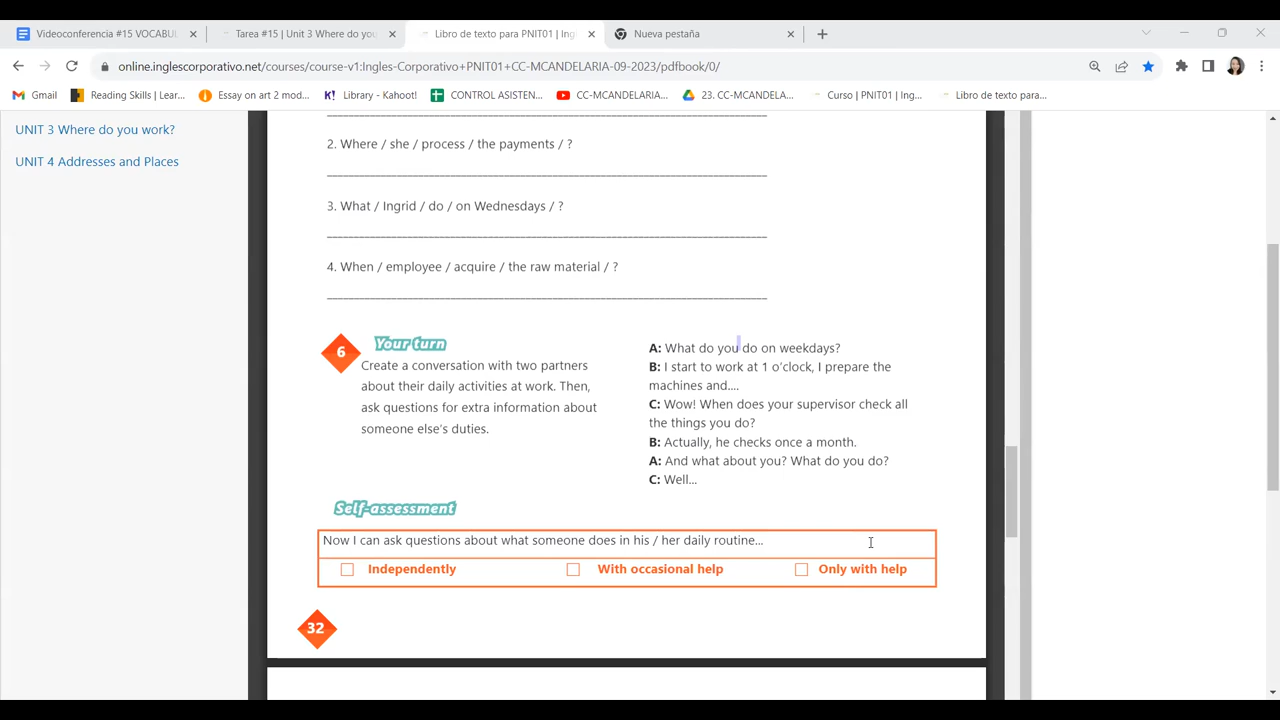 Videoconferencia #15 VOCABUL
Tarea #15 | Unit 3 Where do you
Libro de texto para PNIT01 | Ingl
Nueva pestaña
online.inglescorporativo.net/courses/course-v1:Ingles-Corporativo+PNIT01+CC-MCANDELARIA-09-2023/pdfbook/0/
Gmail
Reading Skills | Lear...
Essay on art 2 mod...
Library - Kahoot!
CONTROL ASISTEN...
CC-MCANDELARIA...
23. CC-MCANDELA...
Curso | PNIT01 | Ing...
Libro de texto para...
UNIT 3 Where do you work?
UNIT 4 Addresses and Places
2. Where / she / process / the payments / ?
3. What / Ingrid / do / on Wednesdays / ?
4. When / employee / acquire / the raw material / ?
6
Your turn
Create a conversation with two partners
about their daily activities at work. Then,
ask questions for extra information about
someone else's duties.
A: What do you do on weekdays?
B: I start to work at 1 o'clock, I prepare the
machines and....
C: Wow! When does your supervisor check all
the things you do?
B: Actually, he checks once a month.
A: And what about you? What do you do?
C: Well...
Self-assessment
Now I can ask questions about what someone does in his / her daily routine...
Independently
With occasional help
Only with help
32